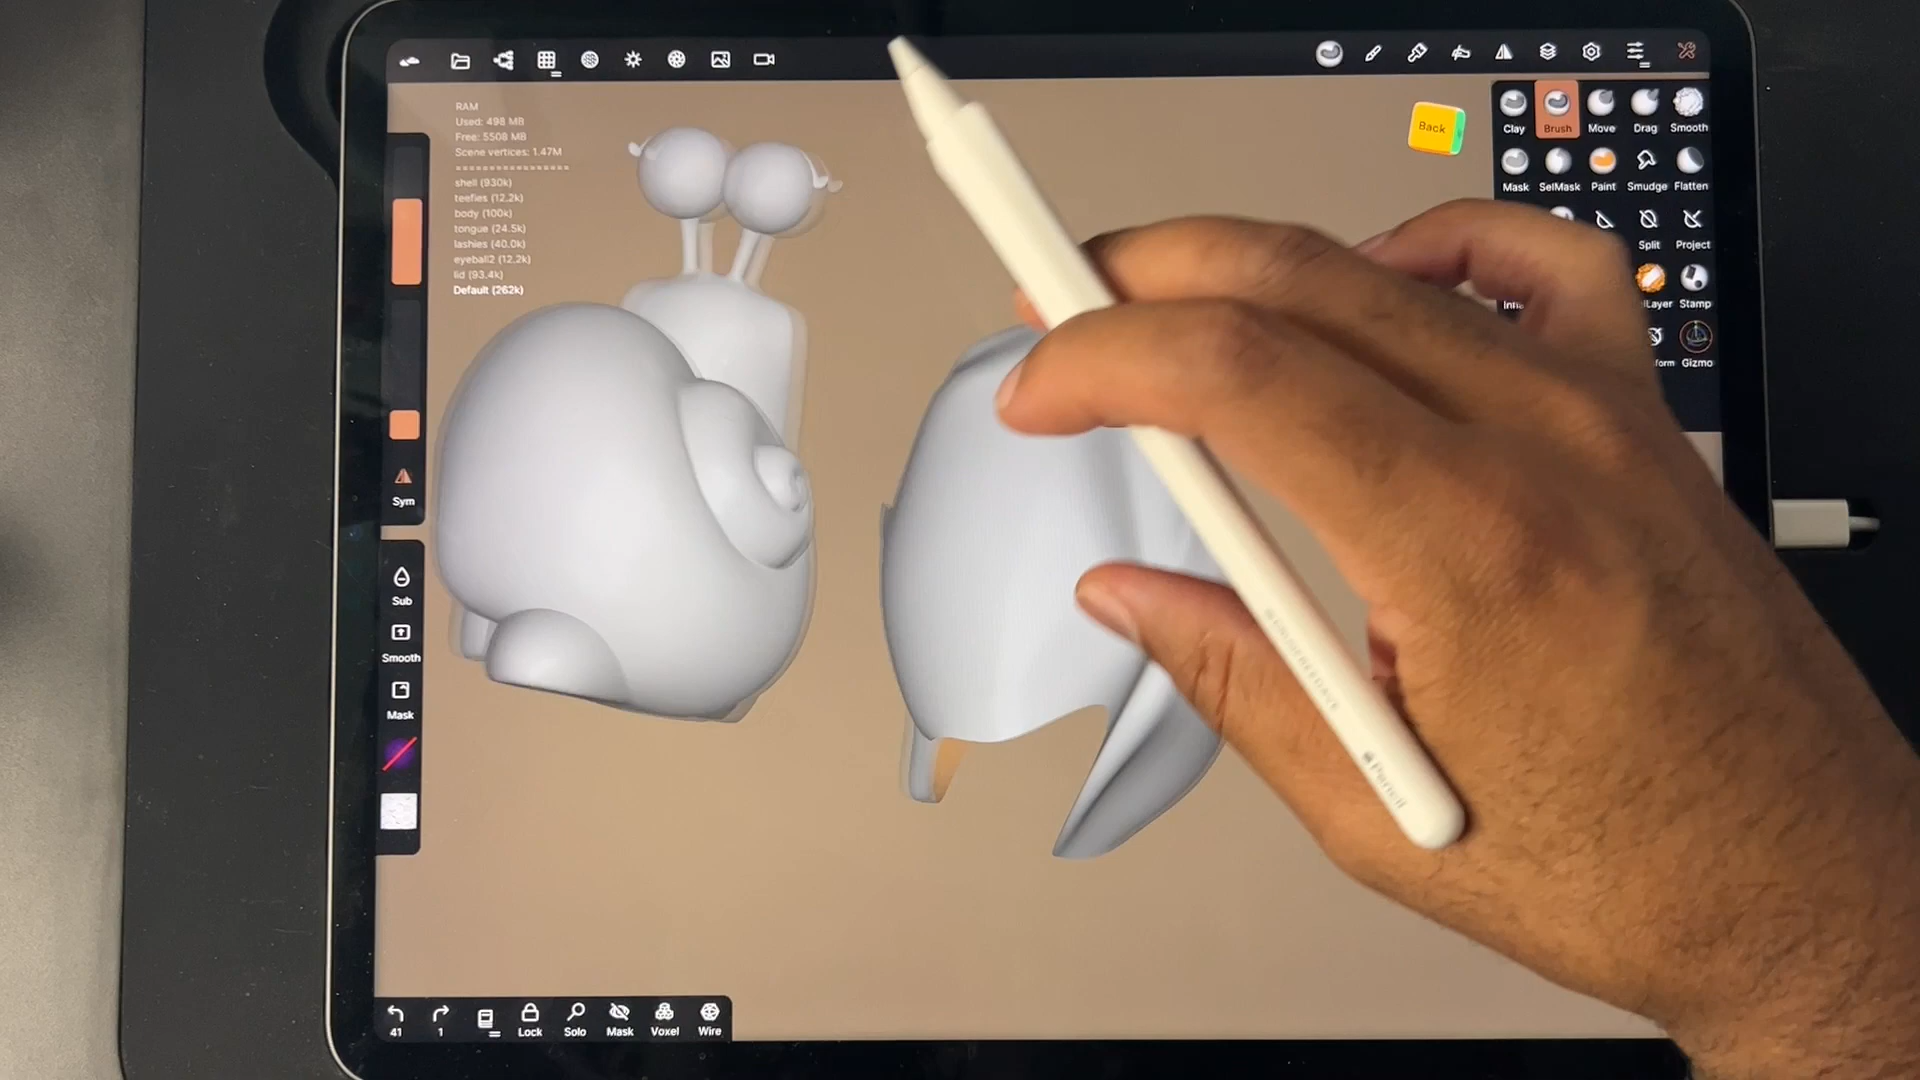 RAM
Used: 498 MB
Free: 5508 MB
Scene vertices: 1.47M
==================
shell (930k)
teefies (12.2k)
body (100k)
tongue (24.5k)
lashies (40.0k)
eyeball2 (12.2k)
lid (93.4k)
Default (262k)
Back
Clay Brush Move Drag Smooth
Mask SelMask Paint Smudge Flatten
Split Project
Stamp
Gizmo
Sym
Sub
Smooth
Mask
41 1 Lock Solo Mask Voxel Wire
Pencil